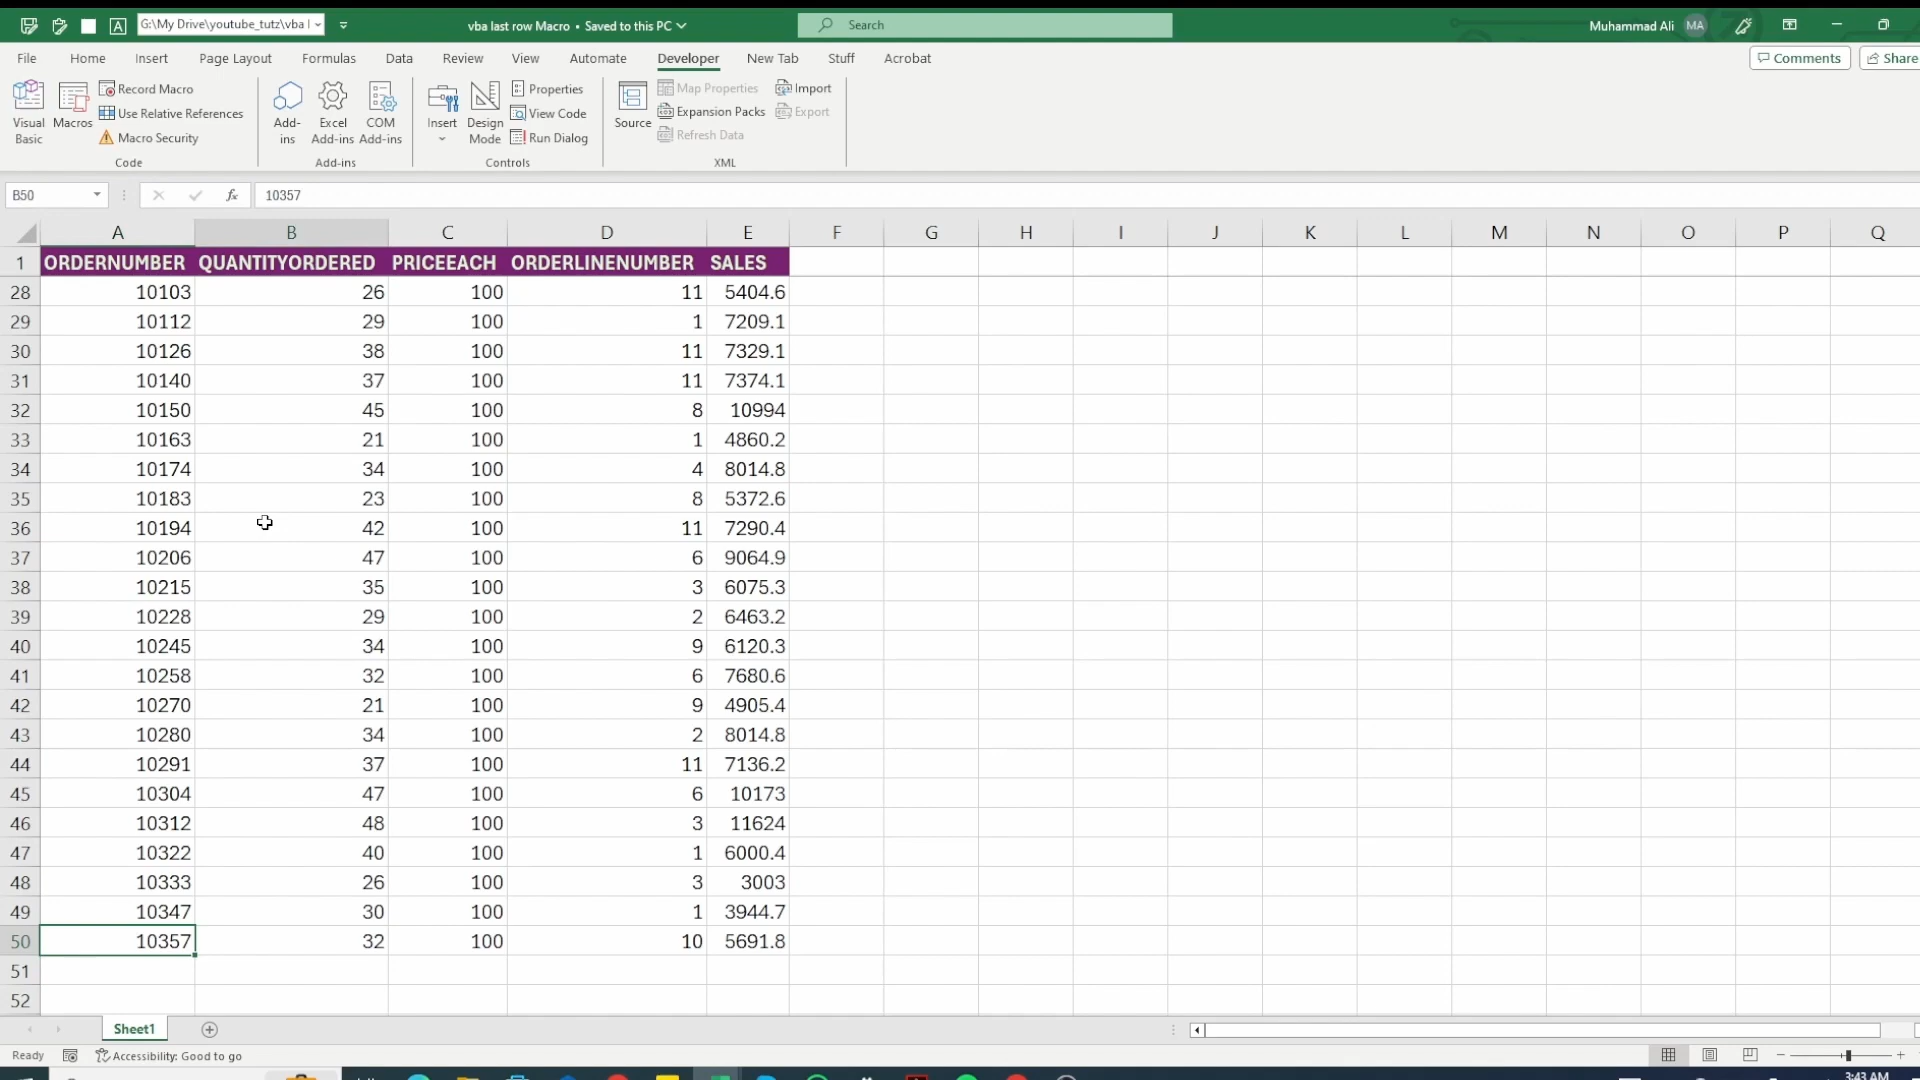 G:\My Drive\youtube_tutz\vba l
vba last row Macro • Saved to this PC
Search
Muhammad Ali MA
File Home Insert Page Layout Formulas Data Review View Automate Developer New Tab Stuff Acrobat
Comments Share
Visual Basic
Macros
Record Macro
Use Relative References
Macro Security
Code
Add-ins
Excel Add-ins
COM Add-ins
Add-ins
Insert
Design Mode
Properties
View Code
Run Dialog
Controls
Source
Map Properties
Expansion Packs
Refresh Data
Import
Export
XML
B50 fx 10357
A B C D E F G H I J K L M N O P Q
1 ORDERNUMBER QUANTITYORDERED PRICEEACH ORDERLINENUMBER SALES
28 10103 26 100 11 5404.6
29 10112 29 100 1 7209.1
30 10126 38 100 11 7329.1
31 10140 37 100 11 7374.1
32 10150 45 100 8 10994
33 10163 21 100 1 4860.2
34 10174 34 100 4 8014.8
35 10183 23 100 8 5372.6
36 10194 42 100 11 7290.4
37 10206 47 100 6 9064.9
38 10215 35 100 3 6075.3
39 10228 29 100 2 6463.2
40 10245 34 100 9 6120.3
41 10258 32 100 6 7680.6
42 10270 21 100 9 4905.4
43 10280 34 100 2 8014.8
44 10291 37 100 11 7136.2
45 10304 47 100 6 10173
46 10312 48 100 3 11624
47 10322 40 100 1 6000.4
48 10333 26 100 3 3003
49 10347 30 100 1 3944.7
50 10357 32 100 10 5691.8
51
52
Sheet1
Ready Accessibility: Good to go
3:43 AM